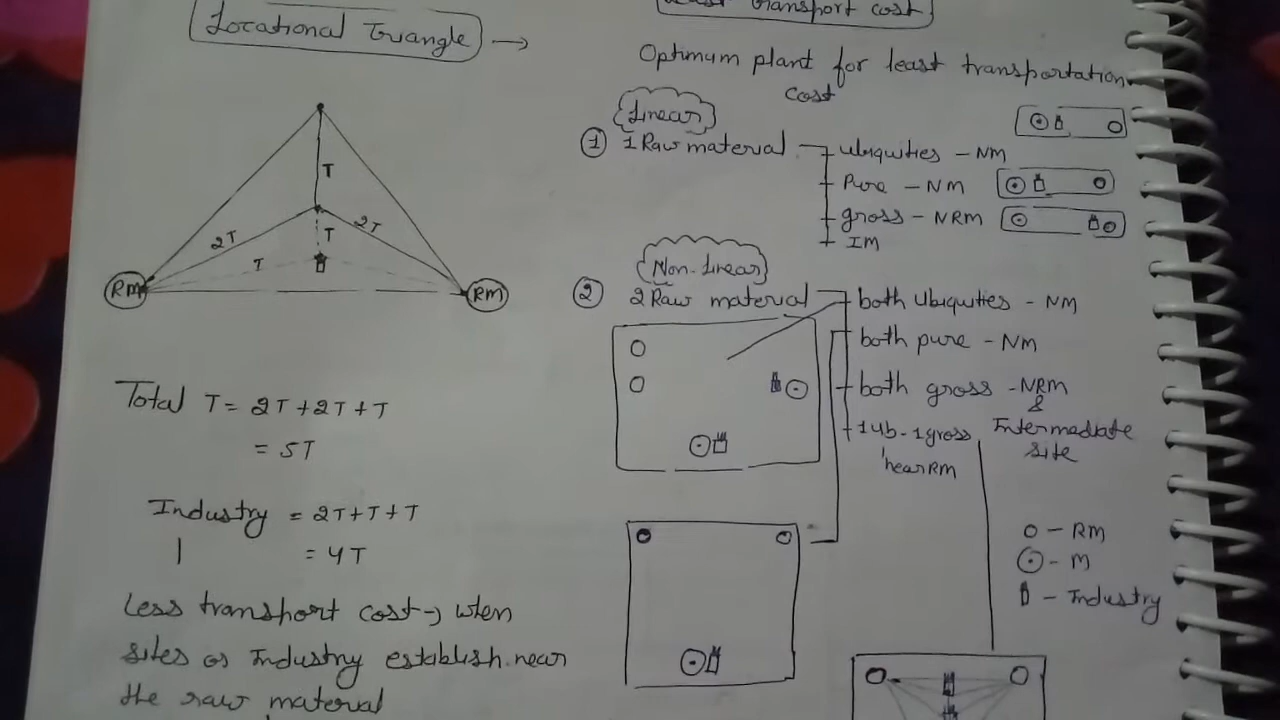 Locational Triangle →
T
2T
2T
T
T
RM
RM
Total T = 2T+2T+T
= 5T
Industry = 2T+T+T
= 4T
Less transport cost → when
sites or Industry establish near
the raw material
transport cost
Optimum plant for least transportation
cost
Linear
① 1 Raw material
ubiquities - NM
Pure - NM
gross - NRM
IM
Non-linear
② 2 Raw material
both ubiquities - NM
both pure - NM
both gross - NRM
&
Intermediate
site
1 ub - 1 gross
near RM
O - RM
⊙ - M
- Industry